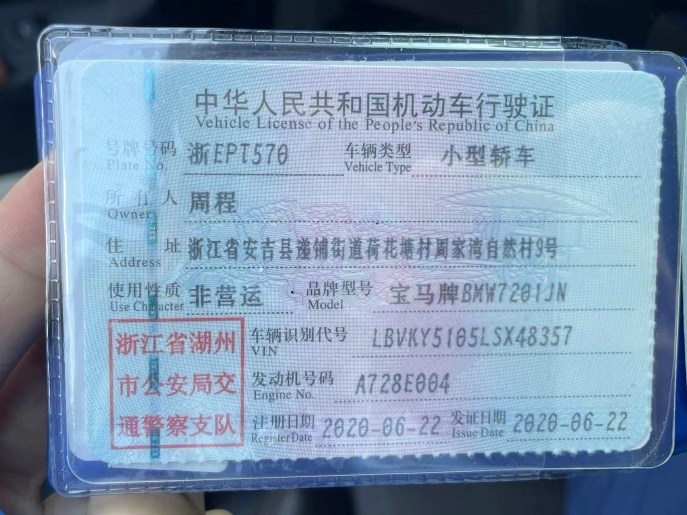 中华人民共和国机动车行驶证
Vehicle License of the People's Republic of China
号牌号码 浙EPT570 车辆类型 小型轿车
Plate No. Vehicle Type
所有人 周程
Owner
住址 浙江省安吉县递铺街道荷花塘村周家湾自然村9号
Address
使用性质 非营运 品牌型号 宝马牌BMW7201JN
Use Character Model
浙江省湖州 车辆识别代号 LBVKY5105LSX48357
VIN
市公安局交 发动机号码 A728E004
Engine No.
通警察支队 注册日期 2020-06-22 发证日期 2020-06-22
Register Date Issue Date